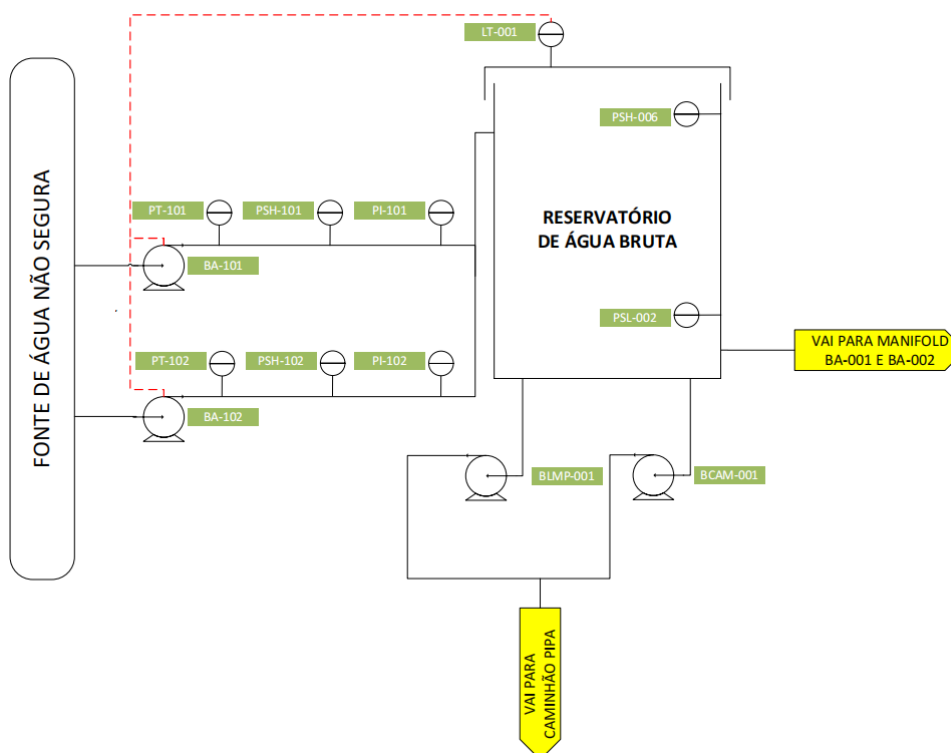 LT-001
PSH-006
FONTE DE ÁGUA NÃO SEGURA
PT-101
PSH-101
PI-101
RESERVATÓRIO
DE ÁGUA BRUTA
BA-101
PSL-002
VAI PARA MANIFOLD
BA-001 E BA-002
PT-102
PSH-102
PI-102
BA-102
BLMP-001
BCAM-001
VAI PARA
CAMINHÃO PIPA